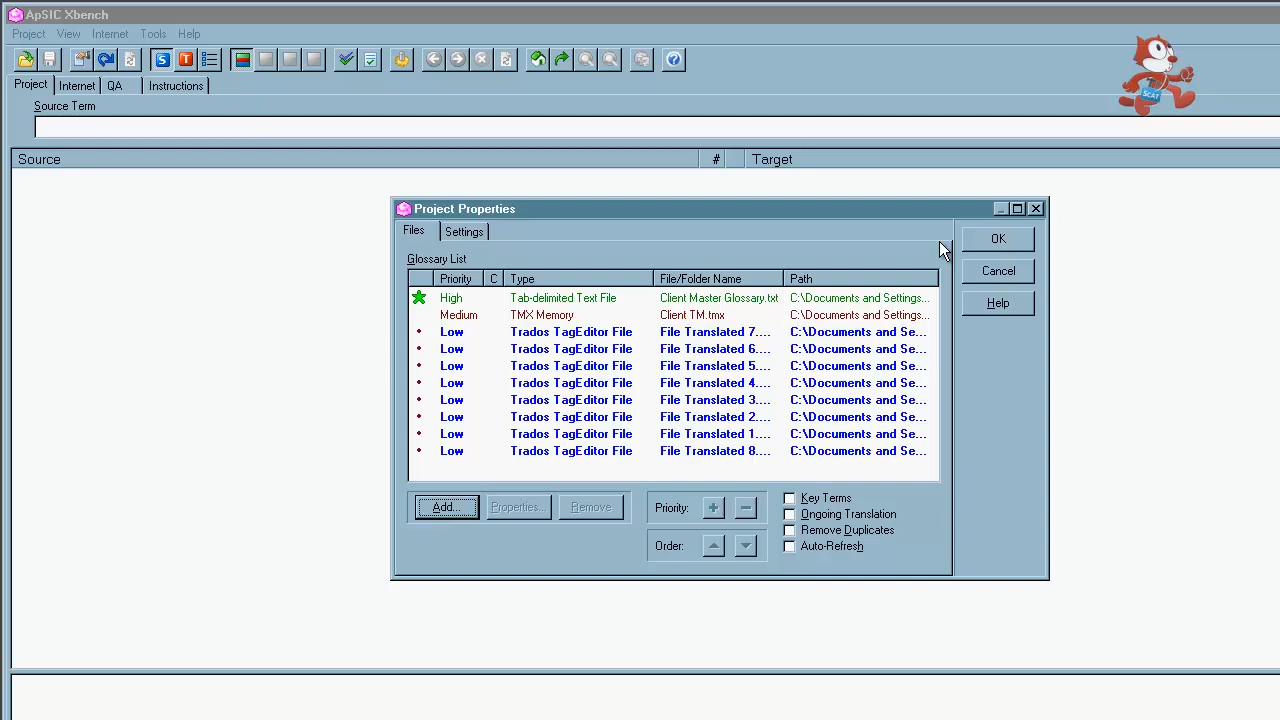 ApSIC Xbench
Project View Internet Tools Help
S T ?
Project Internet QA Instructions
Source Term
SCAT
Source # Target
Project Properties
Files Settings
Glossary List
Priority C Type File/Folder Name Path
High Tab-delimited Text File Client Master Glossary.txt C:\Documents and Settings...
Medium TMX Memory Client TM.tmx C:\Documents and Settings...
Low Trados TagEditor File File Translated 7.... C:\Documents and Se...
Low Trados TagEditor File File Translated 6.... C:\Documents and Se...
Low Trados TagEditor File File Translated 5.... C:\Documents and Se...
Low Trados TagEditor File File Translated 4.... C:\Documents and Se...
Low Trados TagEditor File File Translated 3.... C:\Documents and Se...
Low Trados TagEditor File File Translated 2.... C:\Documents and Se...
Low Trados TagEditor File File Translated 1.... C:\Documents and Se...
Low Trados TagEditor File File Translated 8.... C:\Documents and Se...
Add... Properties... Remove
Priority: + -
Order:
Key Terms
Ongoing Translation
Remove Duplicates
Auto-Refresh
OK
Cancel
Help